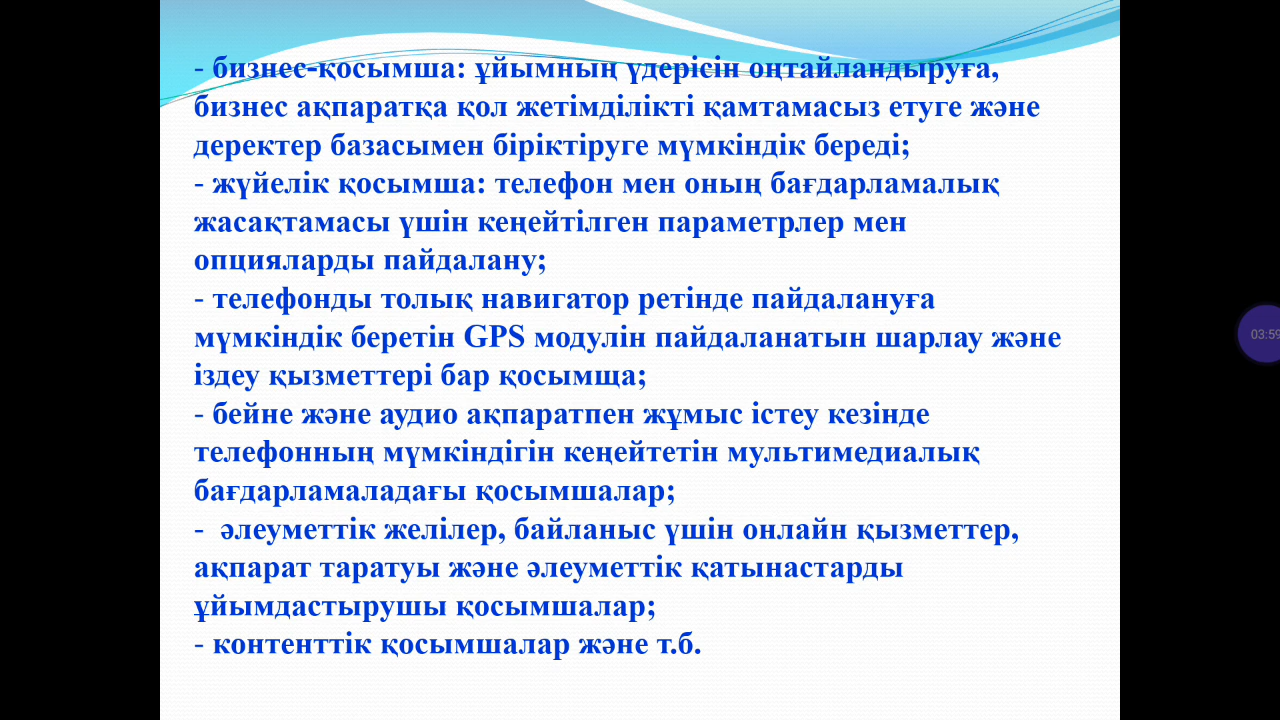 - бизнес-қосымша: ұйымның үдерісін оңтайландыруға,
бизнес ақпаратқа қол жетімділікті қамтамасыз етуге және
деректер базасымен біріктіруге мүмкіндік береді;
- жүйелік қосымша: телефон мен оның бағдарламалық
жасақтамасы үшін кеңейтілген параметрлер мен
опцияларды пайдалану;
- телефонды толық навигатор ретінде пайдалануға
мүмкіндік беретін GPS модулін пайдаланатын шарлау және
іздеу қызметтері бар қосымща;
- бейне және аудио ақпаратпен жұмыс істеу кезінде
телефонның мүмкіндігін кеңейтетін мультимедиалық
бағдарламаладағы қосымшалар;
- әлеуметтік желілер, байланыс үшін онлайн қызметтер,
ақпарат таратуы және әлеуметтік қатынастарды
ұйымдастырушы қосымшалар;
- контенттік қосымшалар және т.б.
03:59